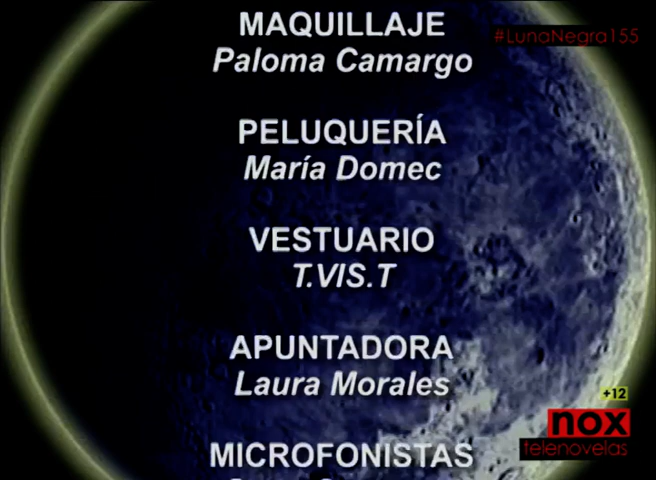 MAQUILLAJE
#LunaNegra155
Paloma Camargo
PELUQUERÍA
María Domec
VESTUARIO
T.VIS.T
APUNTADORA
Laura Morales
+12
nox
telenovelas
MICROFONISTAS